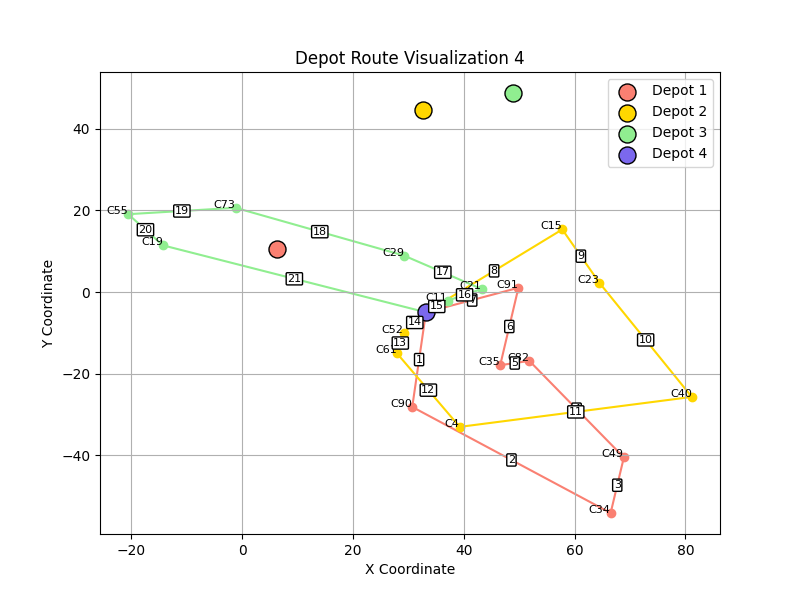 Depot Route Visualization 4
Depot 1
Depot 2
Depot 3
Depot 4
Y Coordinate
40
20
0
−20
−40
−20
0
20
40
60
80
X Coordinate
C55
19
C73
20
C19
18
C29
21
17
C21
C11
16
15
C91
8
C15
9
C23
10
C40
14
C52
13
C61
1
12
C90
C4
6
C35
5
C82
11
2
C49
3
C34